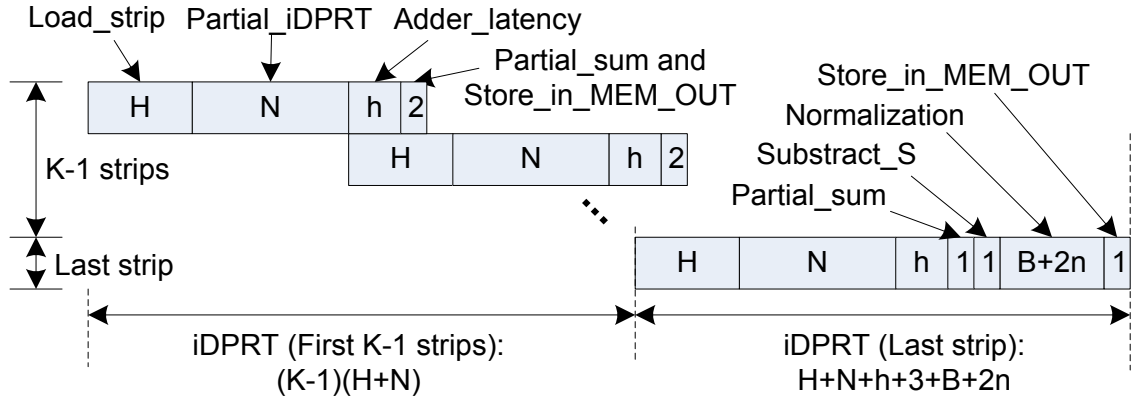 Load_strip Partial_iDPRT Adder_latency
Partial_sum and
Store_in_MEM_OUT
Store_in_MEM_OUT
Normalization
Substract_S
Partial_sum
H N h 2
H N h 2
K-1 strips
H N h 1 1 B+2n 1
Last strip
iDPRT (First K-1 strips):
(K-1)(H+N)
iDPRT (Last strip):
H+N+h+3+B+2n